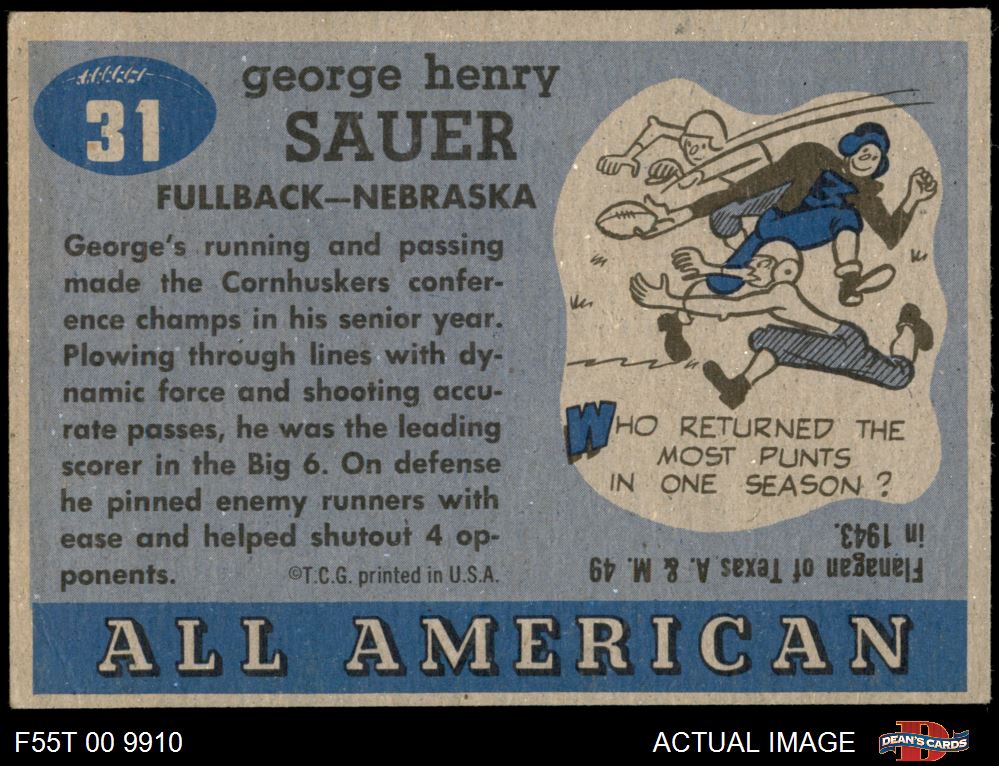 31
george henry
SAUER
FULLBACK—NEBRASKA
George's running and passing
made the Cornhuskers confer-
ence champs in his senior year.
Plowing through lines with dy-
namic force and shooting accu-
rate passes, he was the leading
scorer in the Big 6. On defense
he pinned enemy runners with
ease and helped shutout 4 op-
ponents.
©T.C.G. printed in U.S.A.
N
WHO RETURNED THE
MOST PUNTS
IN ONE SEASON?
Flanagan of Texas A. & M. 49
in 1943.
ALL AMERICAN
F55T 00 9910
ACTUAL IMAGE
D
DEAN'S CARDS